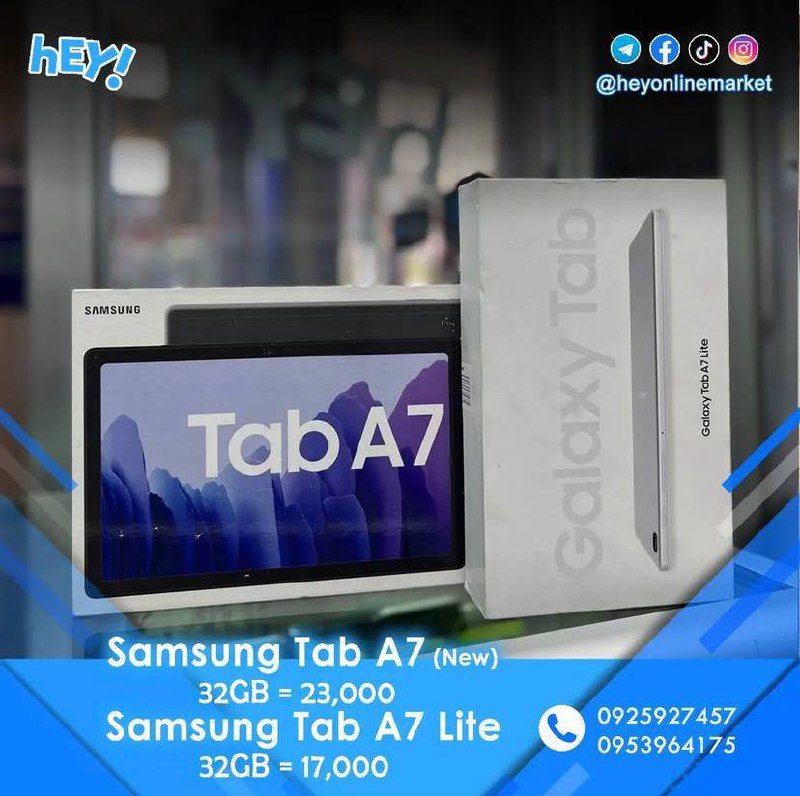 hEY!
@heyonlinemarket
SAMSUNG
Tab A7
Galaxy Tab
Galaxy Tab A7 Lite
Samsung Tab A7 (New)
32GB = 23,000
Samsung Tab A7 Lite
32GB = 17,000
0925927457
0953964175